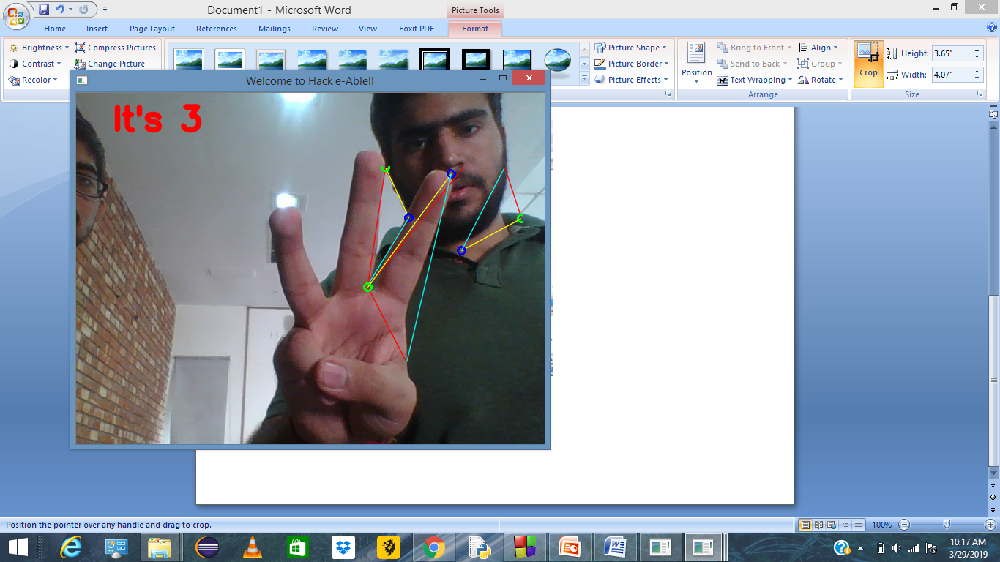 Document1 - Microsoft Word
Picture Tools
Home Insert Page Layout References Mailings Review View Foxit PDF Format
Brightness Compress Pictures Picture Shape Bring to Front Align Height: 3.65"
Contrast Change Picture Picture Border Position Send to Back Group Crop
Recolor Picture Effects Text Wrapping Rotate Width: 4.07"
Arrange Size
Welcome to Hack e-Able!!
It's 3
Position the pointer over any handle and drag to crop.
100%
10:17 AM
3/29/2019